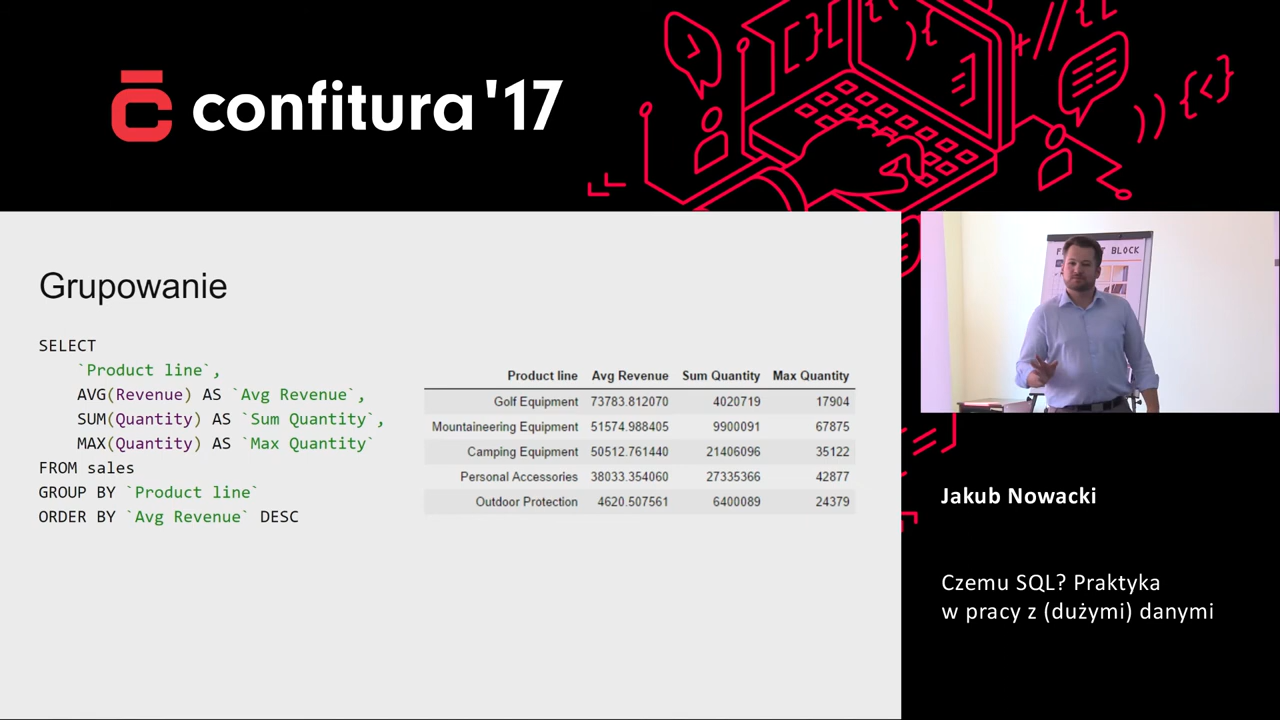 confitura '17
Grupowanie
SELECT
`Product line`,
AVG(Revenue) AS `Avg Revenue`,
SUM(Quantity) AS `Sum Quantity`,
MAX(Quantity) AS `Max Quantity`
FROM sales
GROUP BY `Product line`
ORDER BY `Avg Revenue` DESC
Product line Avg Revenue Sum Quantity Max Quantity
Golf Equipment 73783.812070 4020719 17904
Mountaineering Equipment 51574.988405 9900091 67875
Camping Equipment 50512.761440 21406096 35122
Personal Accessories 38033.354060 27335366 42877
Outdoor Protection 4620.507561 6400089 24379
BLOCK
Jakub Nowacki
Czemu SQL? Praktyka
w pracy z (dużymi) danymi